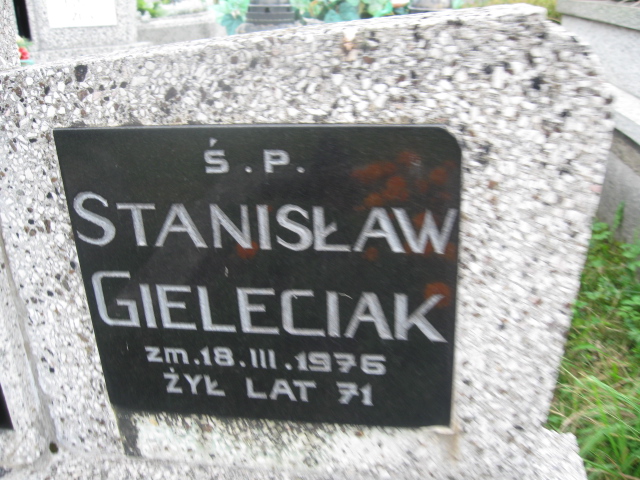 Ś.P.
STANISŁAW
GIELECIAK
zm.18.III.1976
ŻYŁ LAT 71